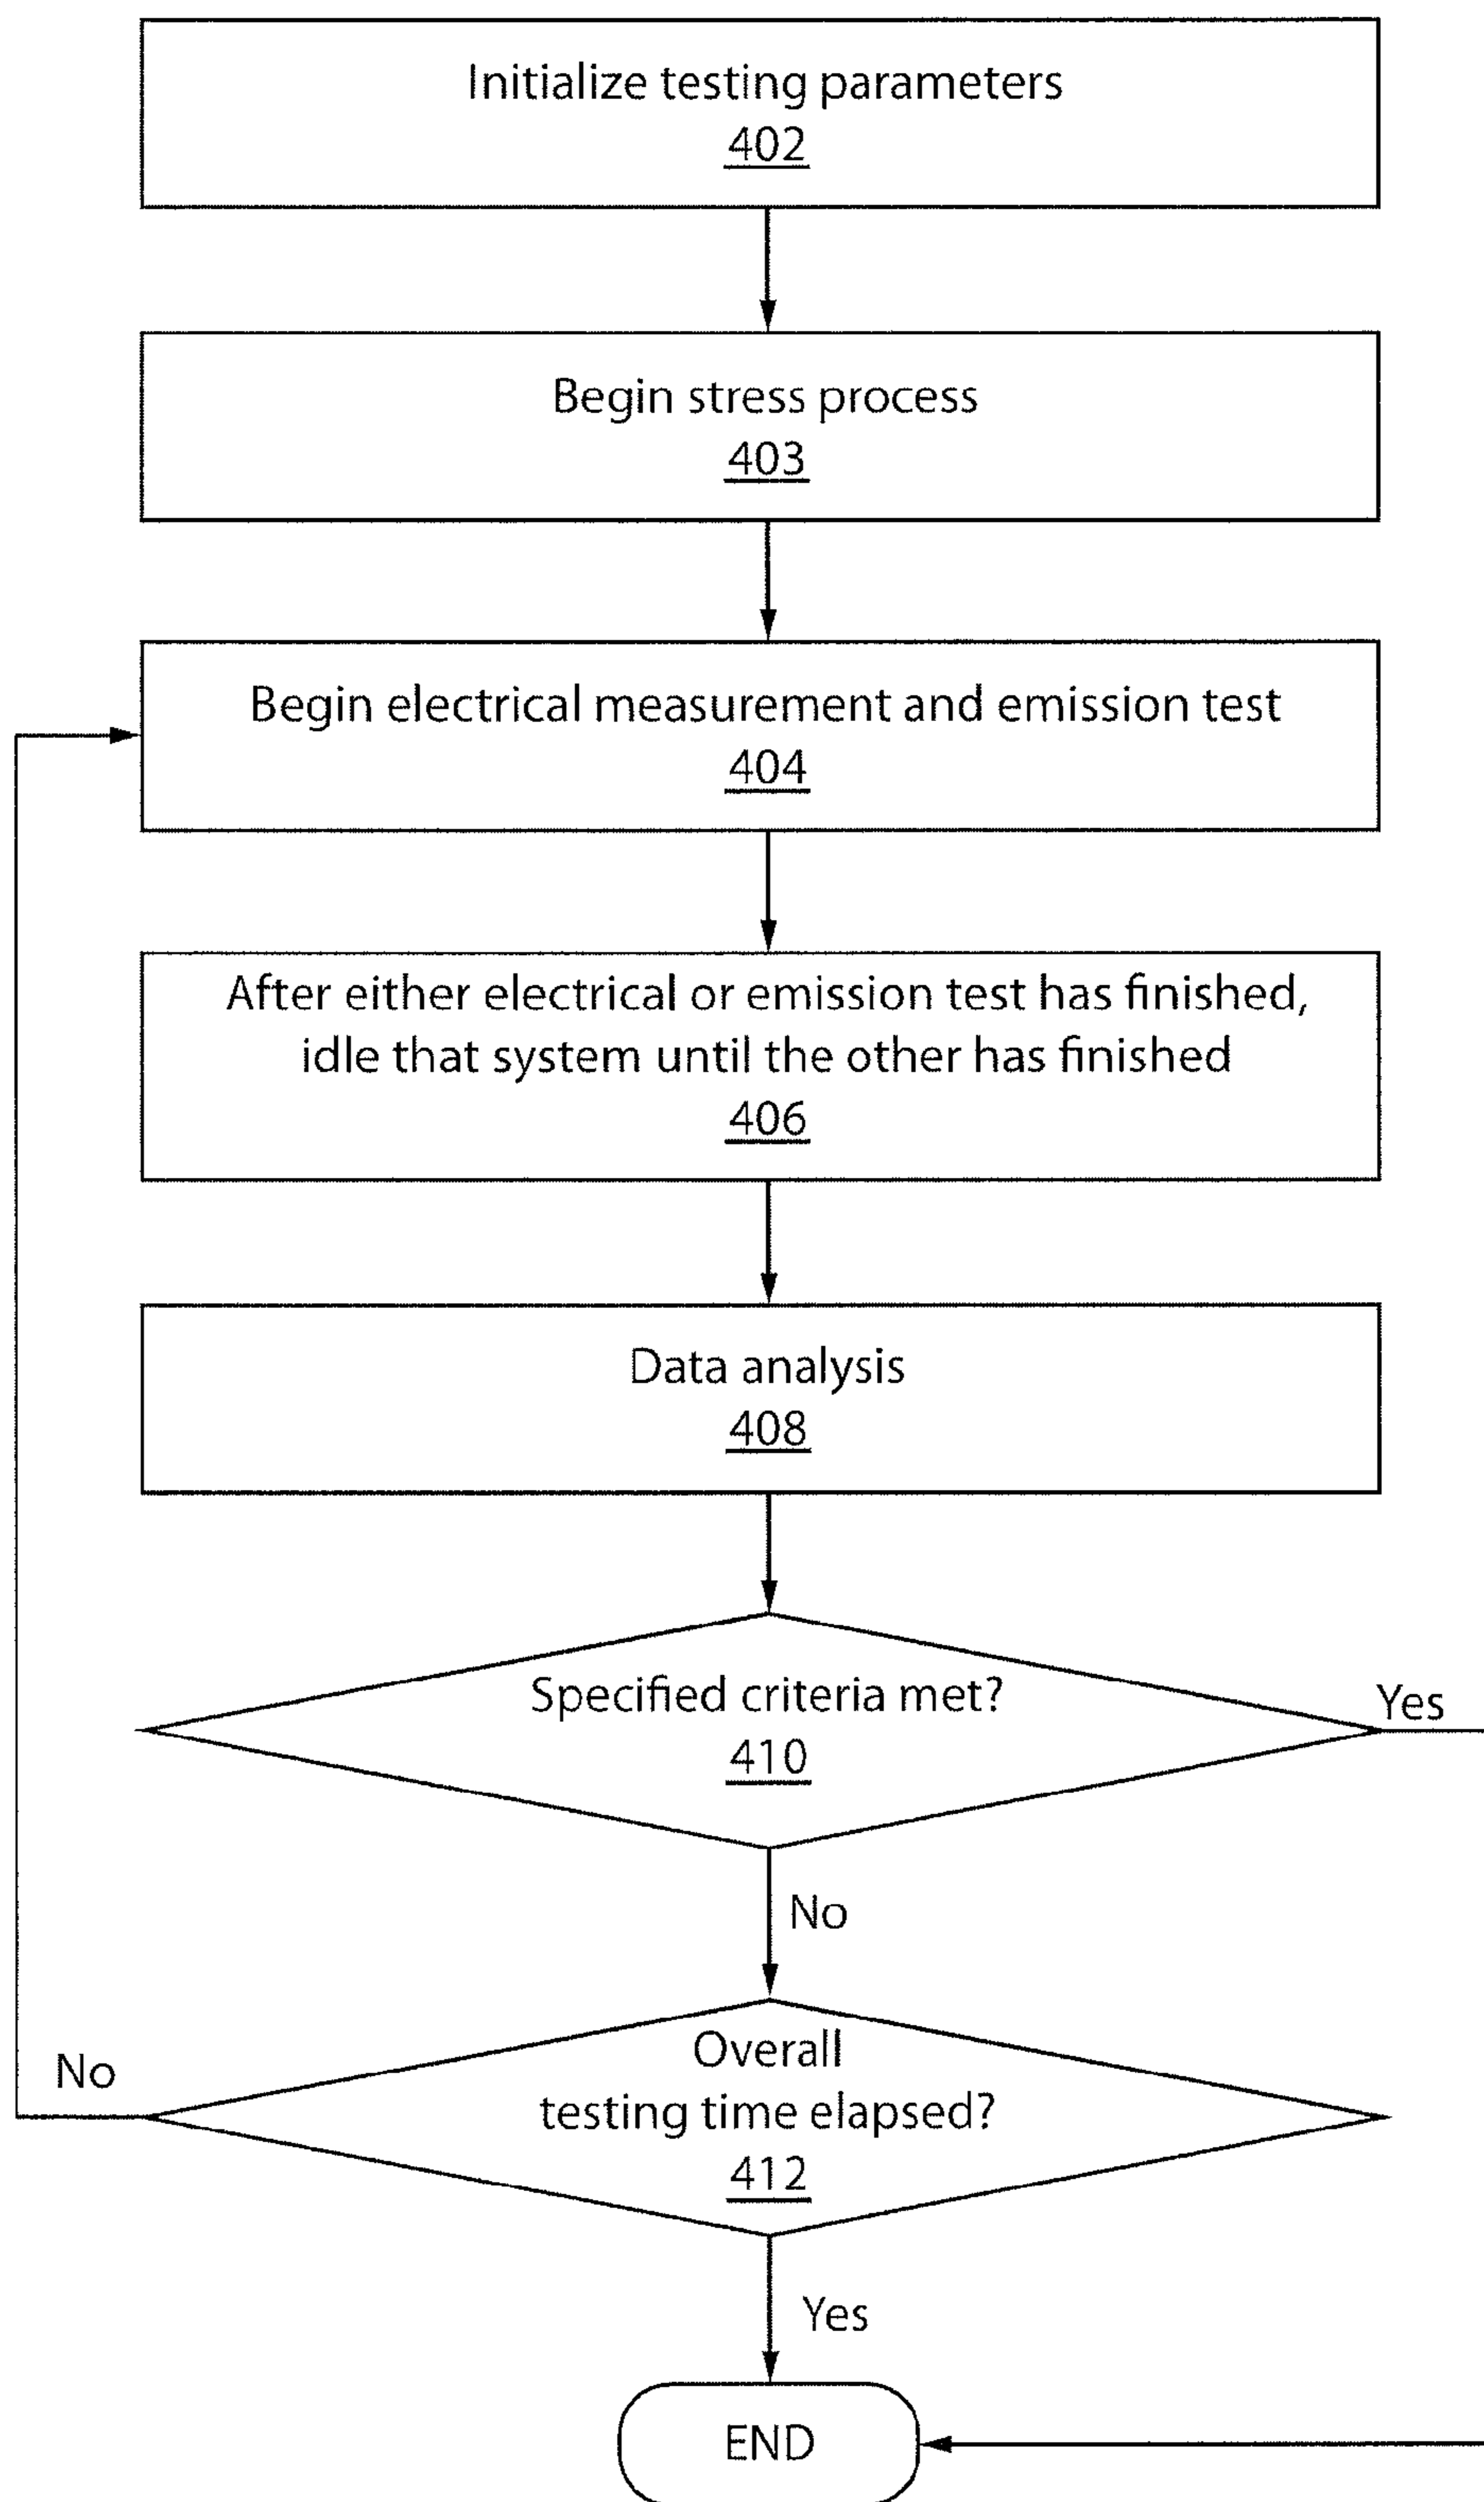 Initialize testing parameters
402
Begin stress process
403
Begin electrical measurement and emission test
404
After either electrical or emission test has finished,
idle that system until the other has finished
406
Data analysis
408
Specified criteria met?
410
Yes
No
Overall
testing time elapsed?
412
No
Yes
END